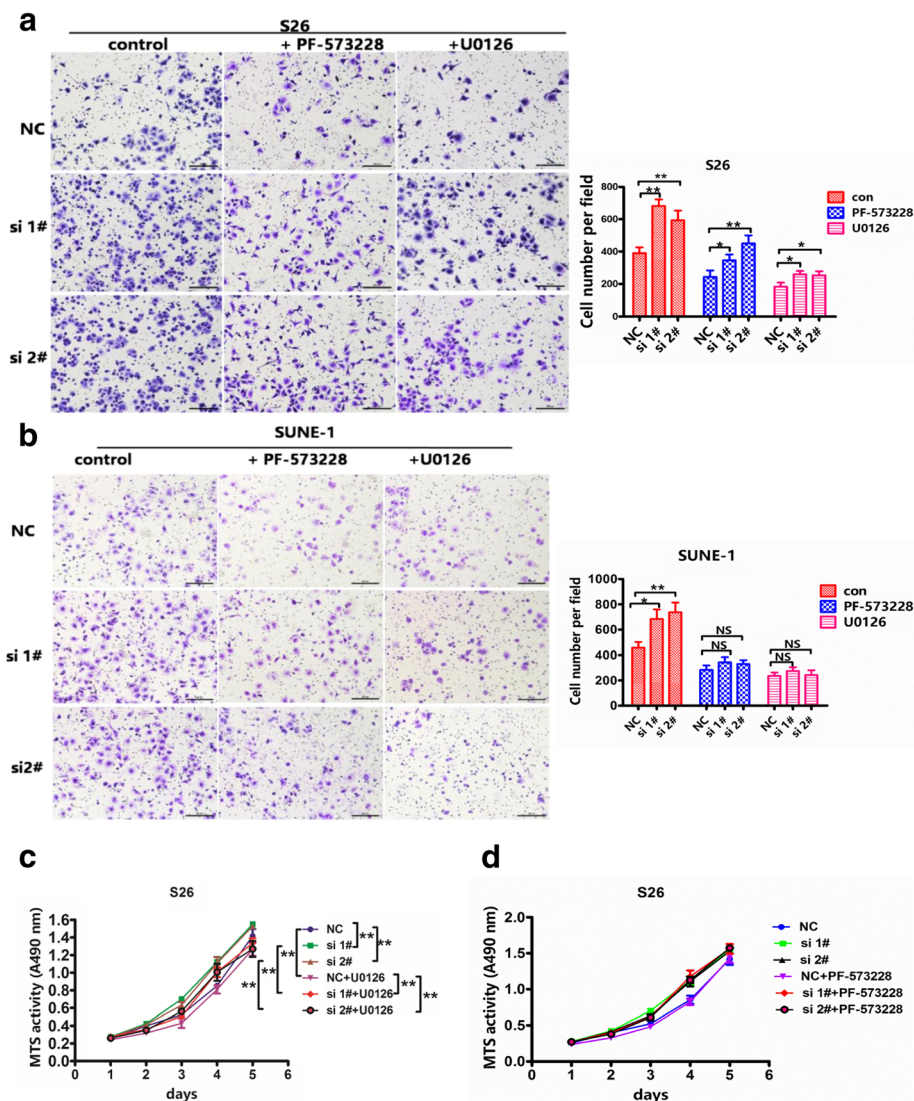 a
S26
control
+ PF-573228
+U0126
NC
si 1#
si 2#
S26
Cell number per field
800
600
400
200
0
**
**
**
*
*
*
con
PF-573228
U0126
NC
si 1#
si 2#
NC
si 1#
si 2#
NC
si 1#
si 2#
b
SUNE-1
control
+ PF-573228
+U0126
NC
si 1#
si2#
SUNE-1
Cell number per field
1000
800
600
400
200
0
**
*
NS
NS
NS
NS
con
PF-573228
U0126
NC
si 1#
si 2#
NC
si 1#
si 2#
NC
si 1#
si 2#
c
S26
MTS activity (A490 nm)
1.6
1.4
1.2
1.0
0.8
0.6
0.4
0.2
0.0
0 1 2 3 4 5 6
days
NC
si 1#
si 2#
NC+U0126
si 1#+U0126
si 2#+U0126
**
**
**
**
**
**
**
d
S26
MTS activity (A490 nm)
2.0
1.5
1.0
0.5
0.0
0 1 2 3 4 5 6
days
NC
si 1#
si 2#
NC+PF-573228
si 1#+PF-573228
si 2#+PF-573228